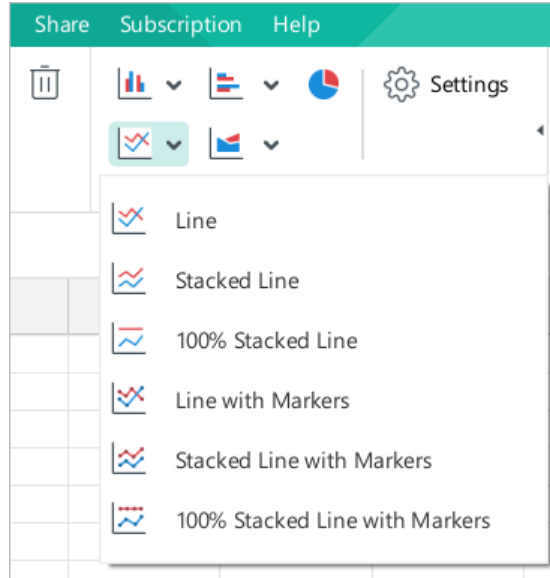 Share Subscription Help
Settings
Line
Stacked Line
100% Stacked Line
Line with Markers
Stacked Line with Markers
100% Stacked Line with Markers